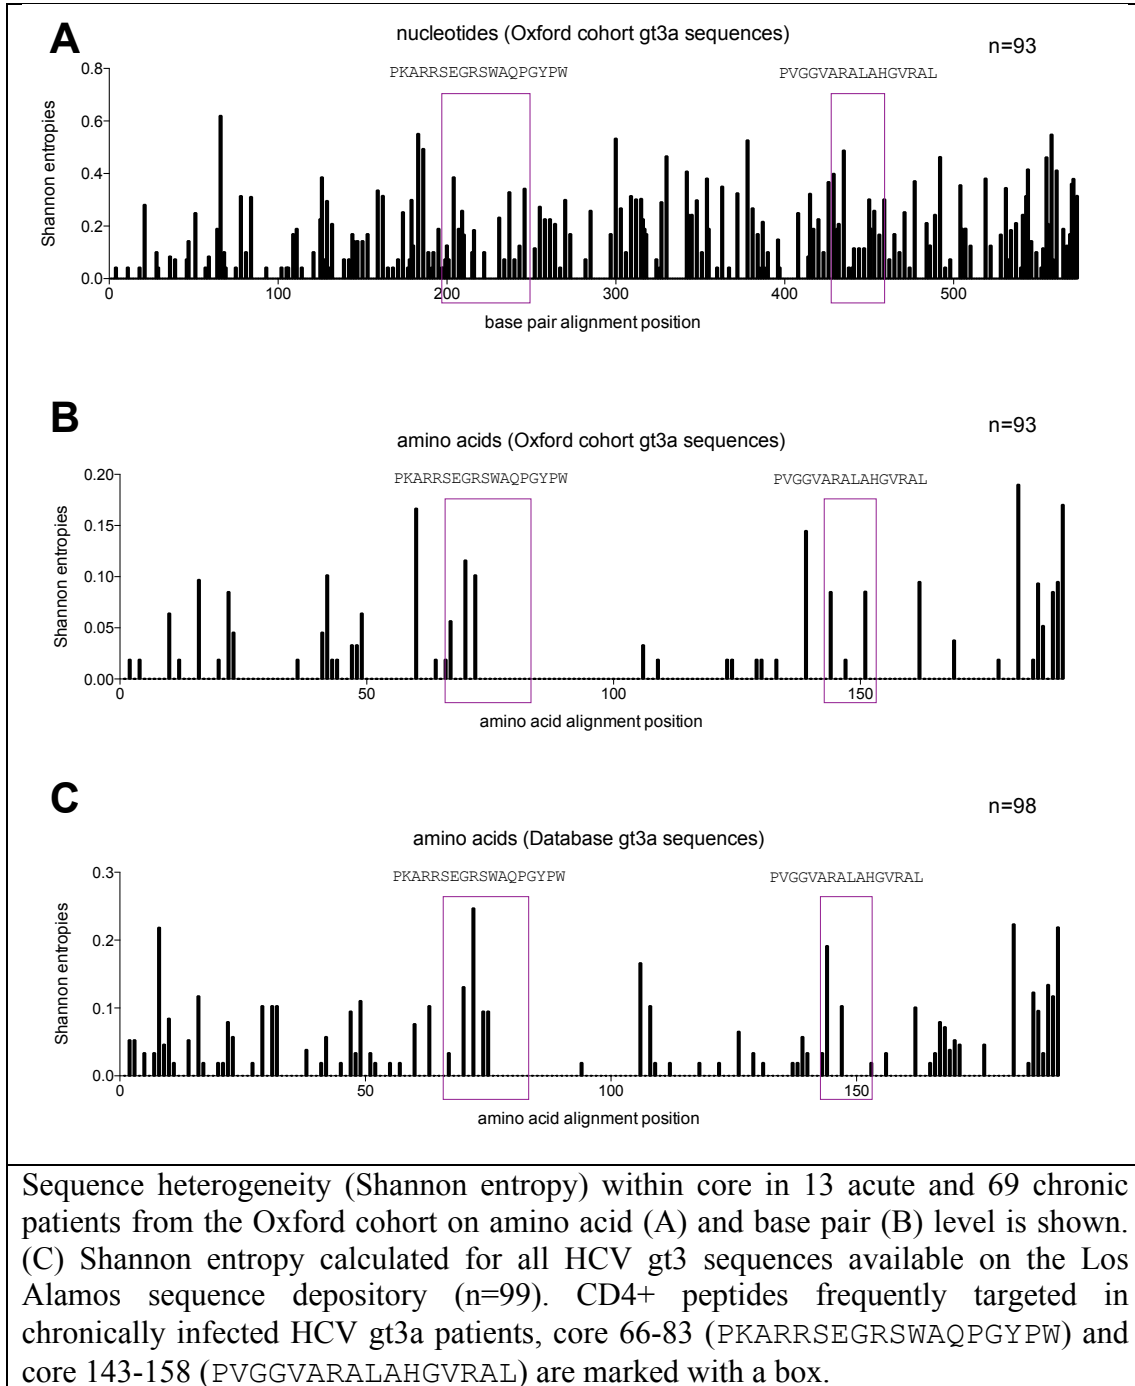 A
nucleotides (Oxford cohort gt3a sequences)
n=93
PKARRSEGRSWAQPGYPW
PVGGVARALAHGVRAL
Shannon entropies
0.8
0.6
0.4
0.2
0.0
0 100 200 300 400 500
base pair alignment position
B
amino acids (Oxford cohort gt3a sequences)
n=93
PKARRSEGRSWAQPGYPW
PVGGVARALAHGVRAL
Shannon entropies
0.20
0.15
0.10
0.05
0.00
0 50 100 150
amino acid alignment position
C
amino acids (Database gt3a sequences)
n=98
PKARRSEGRSWAQPGYPW
PVGGVARALAHGVRAL
Shannon entropies
0.3
0.2
0.1
0.0
0 50 100 150
amino acid alignment position
Sequence heterogeneity (Shannon entropy) within core in 13 acute and 69 chronic
patients from the Oxford cohort on amino acid (A) and base pair (B) level is shown.
(C) Shannon entropy calculated for all HCV gt3 sequences available on the Los
Alamos sequence depository (n=99). CD4+ peptides frequently targeted in
chronically infected HCV gt3a patients, core 66-83 (PKARRSEGRSWAQPGYPW) and
core 143-158 (PVGGVARALAHGVRAL) are marked with a box.